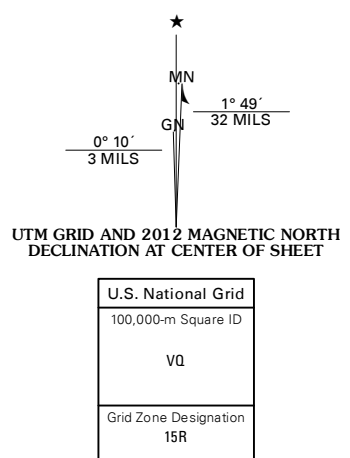 ★
MN
1° 49´
32 MILS
GN
0° 10´
3 MILS
UTM GRID AND 2012 MAGNETIC NORTH
DECLINATION AT CENTER OF SHEET
U.S. National Grid
100,000-m Square ID
VQ
Grid Zone Designation
15R